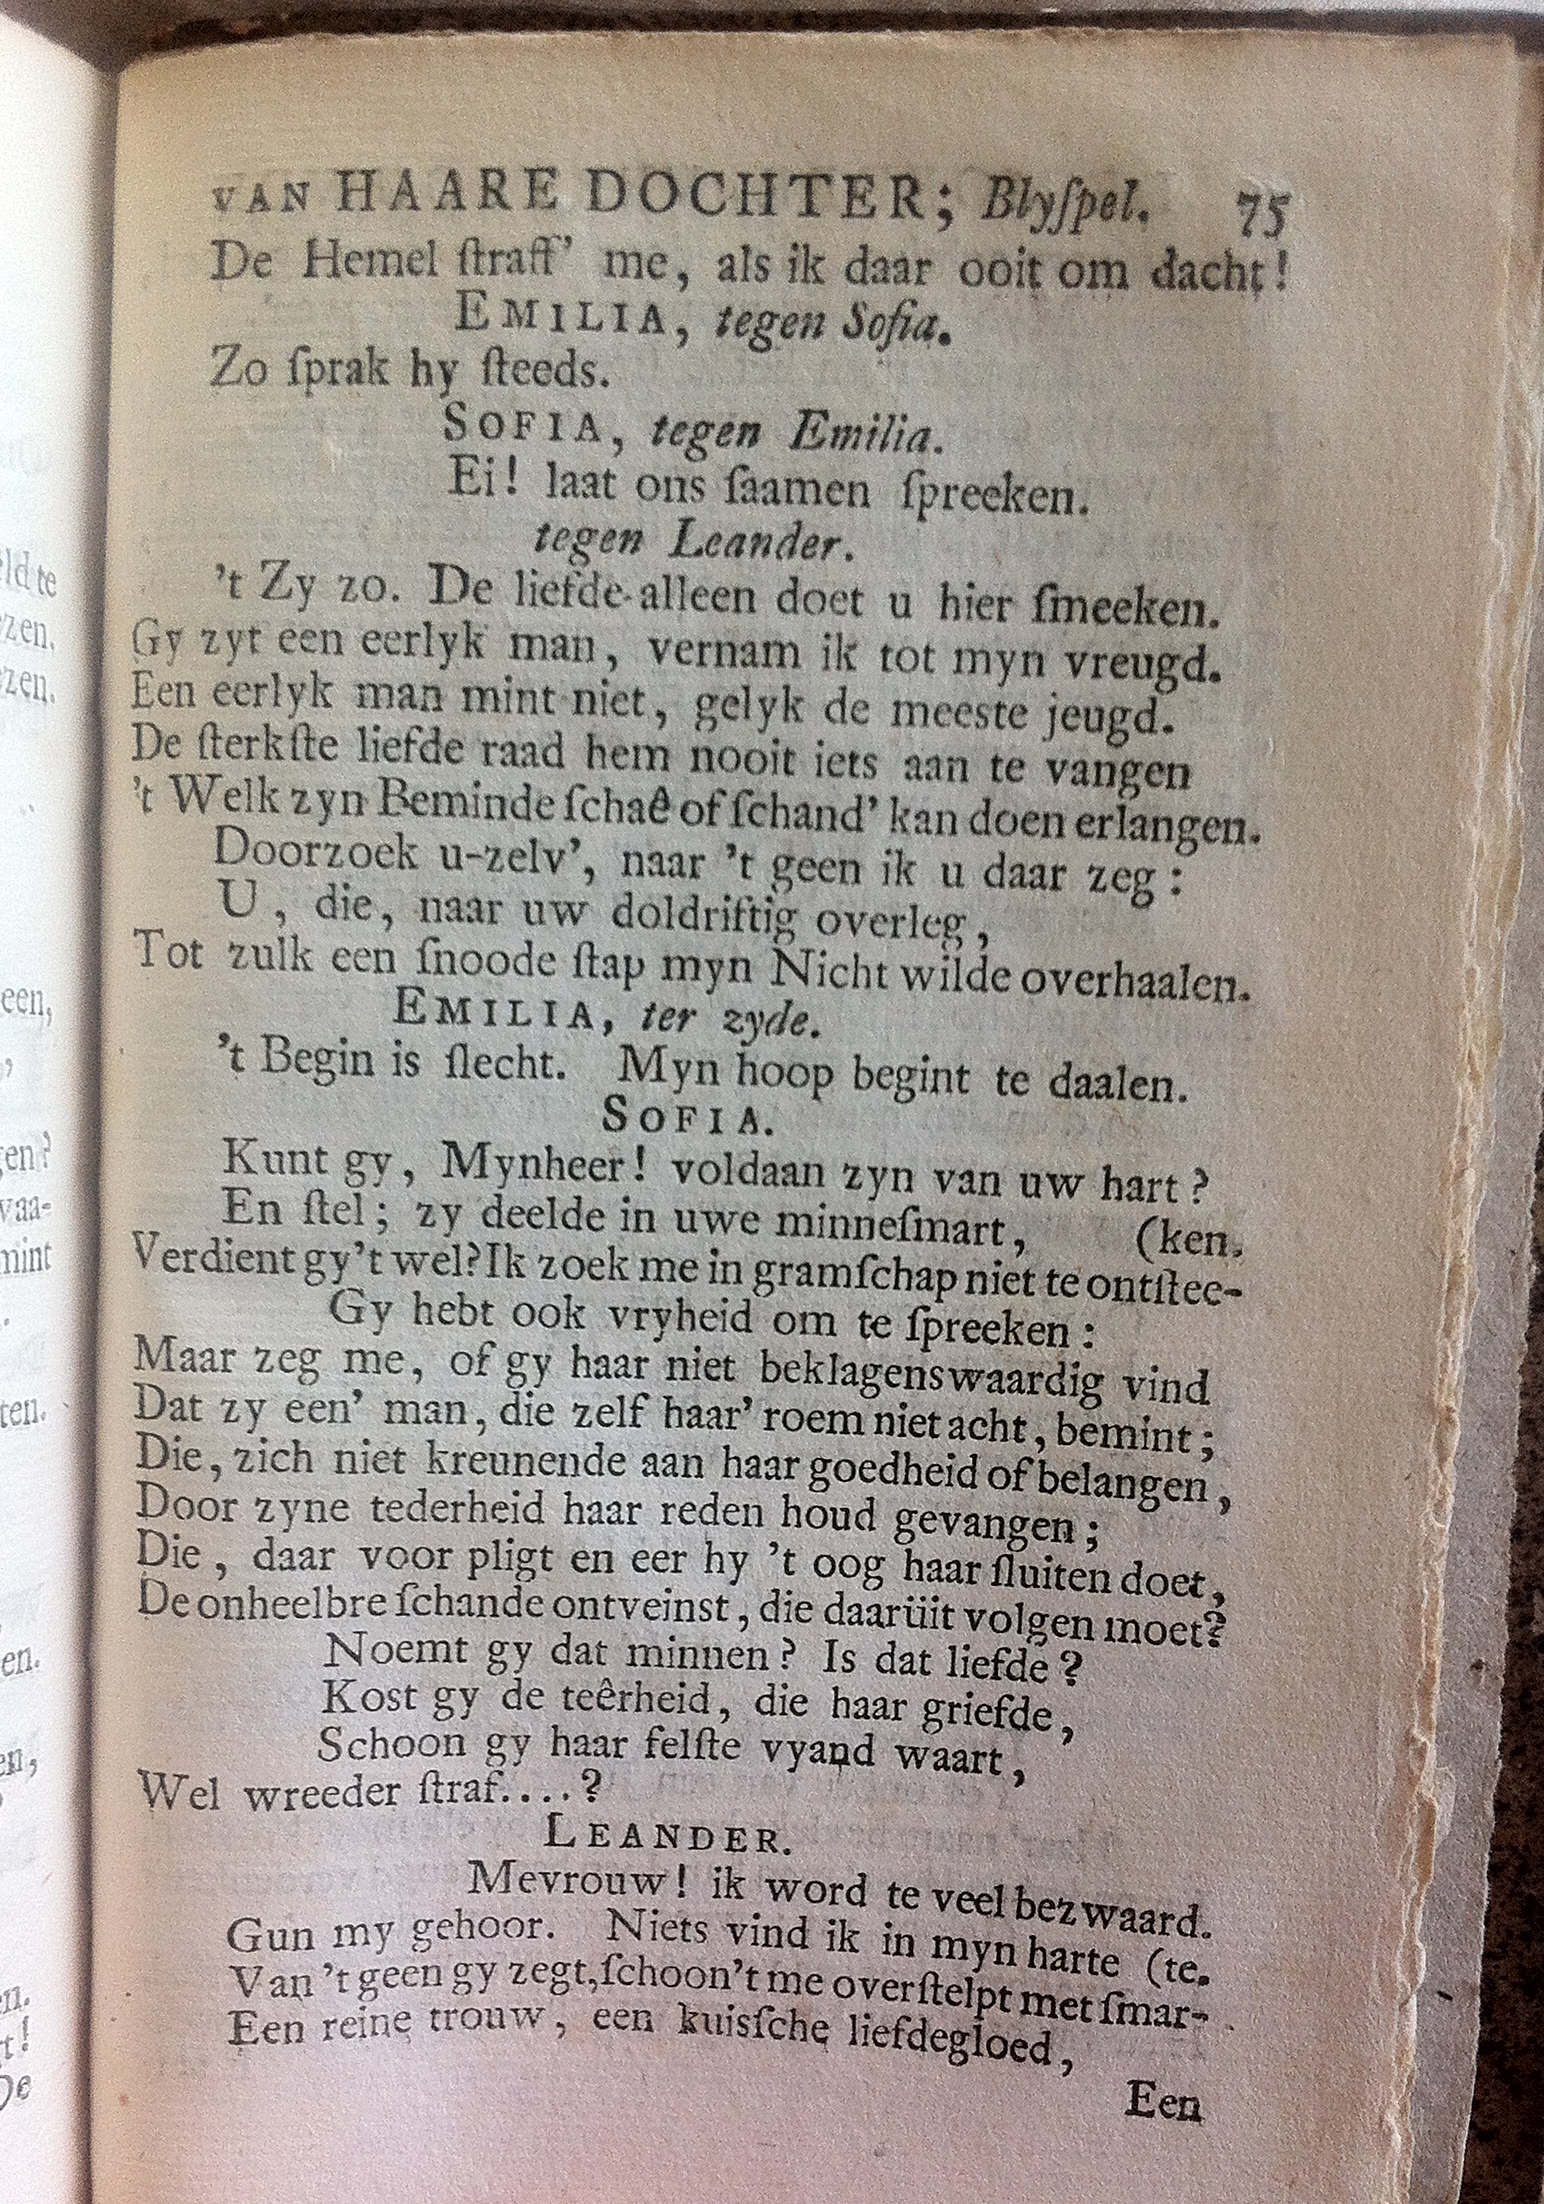 VAN HAARE DOCHTER; Blyſpel. 75
De Hemel ſtraff' me, als ik daar ooit om dacht!
EMILIA, tegen Sofia.
Zo ſprak hy ſteeds.
SOFIA, tegen Emilia.
Ei! laat ons ſaamen ſpreeken.
tegen Leander.
't Zy zo. De liefde alleen doet u hier ſmeeken.
Gy zyt een eerlyk man, vernam ik tot myn vreugd.
Een eerlyk man mint niet, gelyk de meeste jeugd.
De ſterkſte liefde raad hem nooit iets aan te vangen
't Welk zyn Beminde ſchaê of ſchand' kan doen erlangen.
Doorzoek u-zelv', naar 't geen ik u daar zeg:
U, die, naar uw doldriftig overleg,
Tot zulk een ſnoode ſtap myn Nicht wilde overhaalen.
EMILIA, ter zyde.
't Begin is ſlecht. Myn hoop begint te daalen.
SOFIA.
Kunt gy, Mynheer! voldaan zyn van uw hart?
En ſtel; zy deelde in uwe minneſmart, (ken.
Verdient gy't wel? Ik zoek me in gramſchap niet te ontſtee-
Gy hebt ook vryheid om te ſpreeken:
Maar zeg me, of gy haar niet beklagenswaardig vind
Dat zy een' man, die zelf haar' roem niet acht, bemint;
Die, zich niet kreunende aan haar goedheid of belangen,
Door zyne tederheid haar reden houd gevangen;
Die, daar voor pligt en eer hy 't oog haar ſluiten doet,
De onheelbre ſchande ontveinst, die daarüit volgen moet?
Noemt gy dat minnen? Is dat liefde?
Kost gy de teêrheid, die haar griefde,
Schoon gy haar felſte vyand waart,
Wel wreeder ſtraf....?
LEANDER.
Mevrouw! ik word te veel bezwaard.
Gun my gehoor. Niets vind ik in myn harte (te.
Van 't geen gy zegt, ſchoon't me overſtelpt met ſmar-
Een reine trouw, een kuisſche liefdegloed,
Een
ld te
zen.
zen.
een,
,
en?
vaa-
mint
.
ten.
en.
en,
n.
t!
De